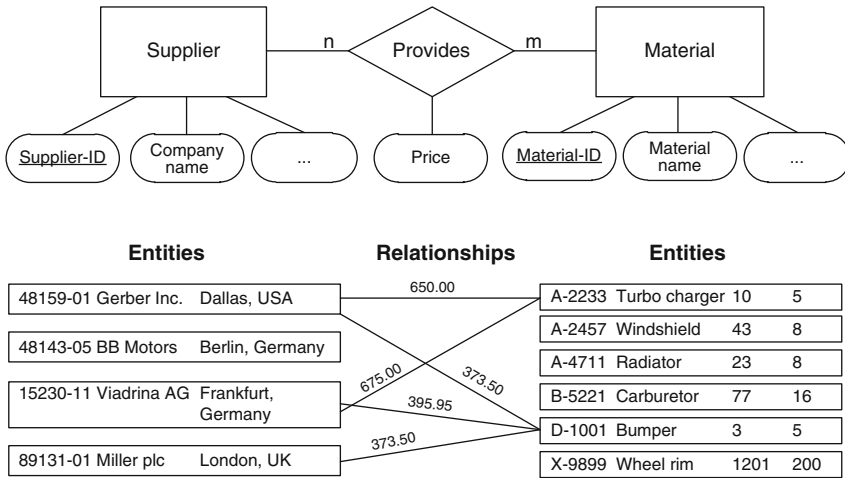 Supplier n Provides m Material
Supplier-ID Company name ... Price Material-ID Material name ...
Entities Relationships Entities
48159-01 Gerber Inc. Dallas, USA 650.00 A-2233 Turbo charger 10 5
A-2457 Windshield 43 8
48143-05 BB Motors Berlin, Germany
A-4711 Radiator 23 8
675.00 373.50
15230-11 Viadrina AG Frankfurt, Germany 395.95 B-5221 Carburetor 77 16
D-1001 Bumper 3 5
373.50
89131-01 Miller plc London, UK X-9899 Wheel rim 1201 200